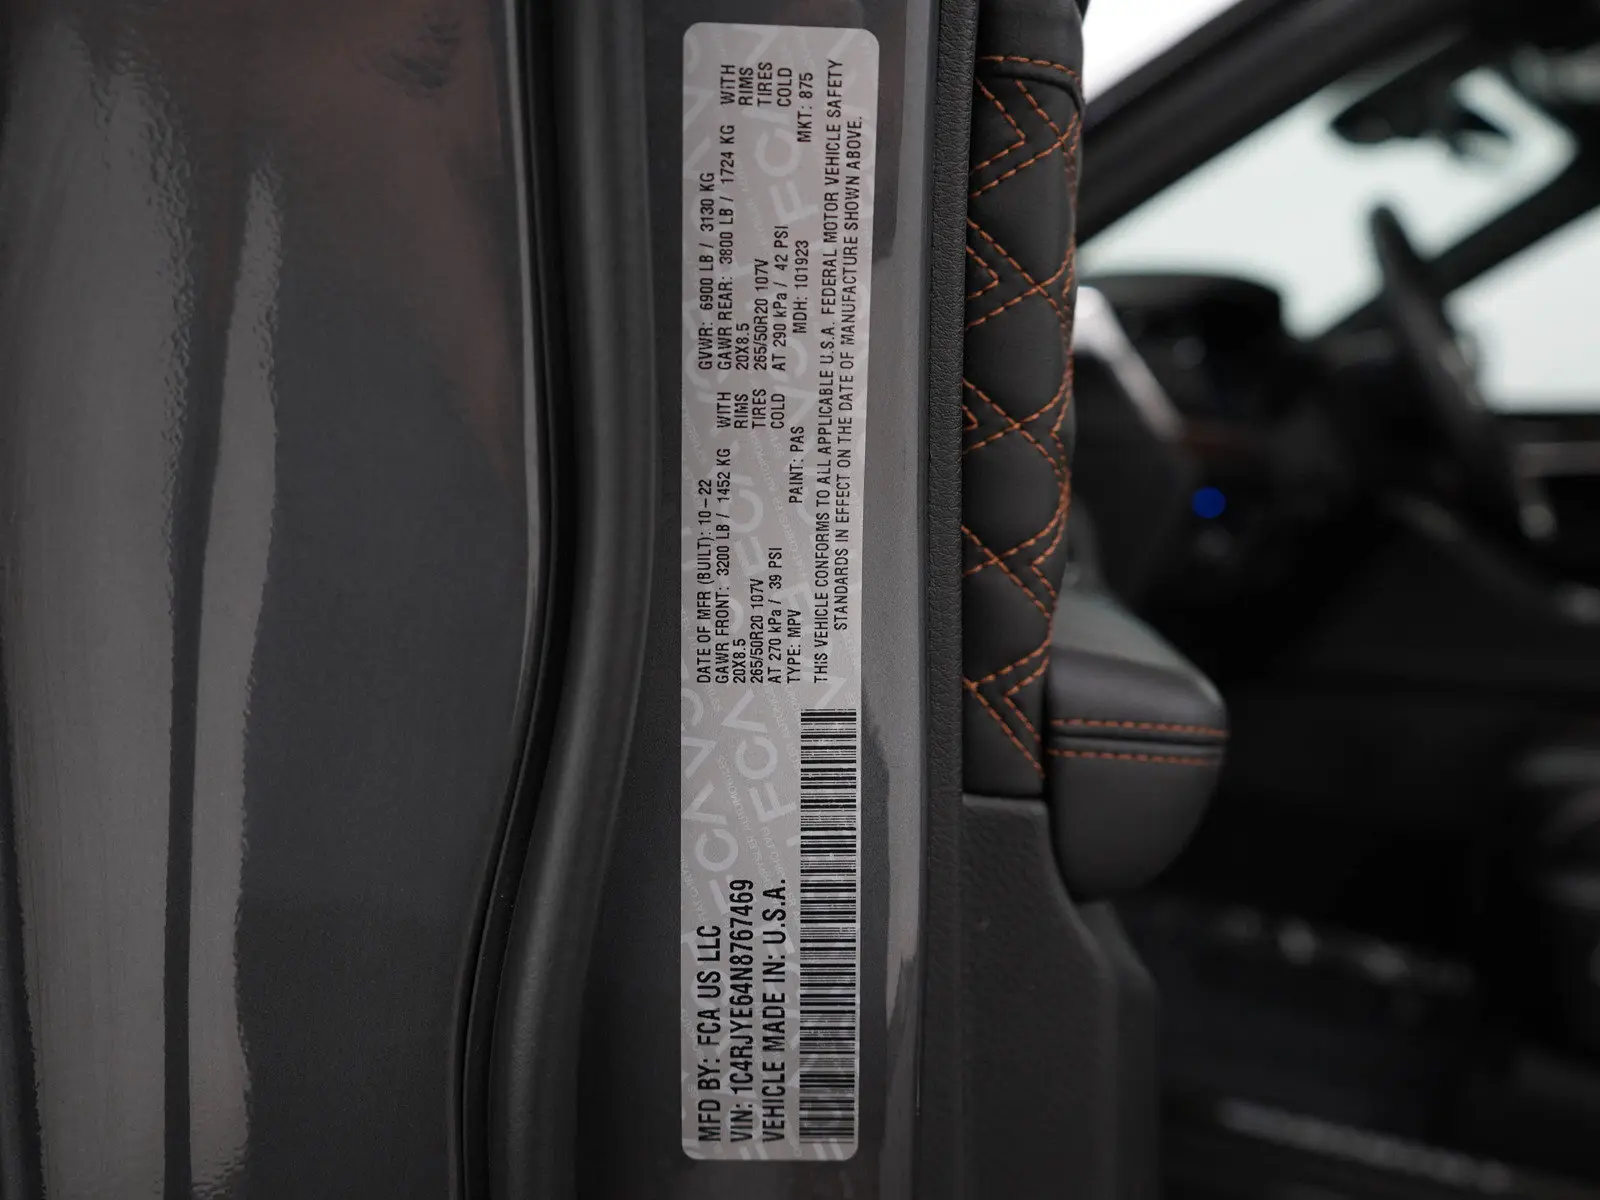 MFD BY: FCA US LLC
VIN: 1C4RJYE64N8767469
VEHICLE MADE IN: U.S.A.
DATE OF MFR (BUILT): 10-22 GVWR: 6900 LB / 3130 KG
GAWR FRONT: 3200 LB / 1452 KG WITH GAWR REAR: 3800 LB / 1724 KG WITH
20X8.5 RIMS 20X8.5 RIMS
265/50R20 107V TIRES 265/50R20 107V TIRES
AT 270 kPa / 39 PSI COLD AT 290 kPa / 42 PSI COLD
TYPE: MPV PAINT: PAS MDH: 101923 MKT: 875
THIS VEHICLE CONFORMS TO ALL APPLICABLE U.S.A. FEDERAL MOTOR VEHICLE SAFETY
STANDARDS IN EFFECT ON THE DATE OF MANUFACTURE SHOWN ABOVE.